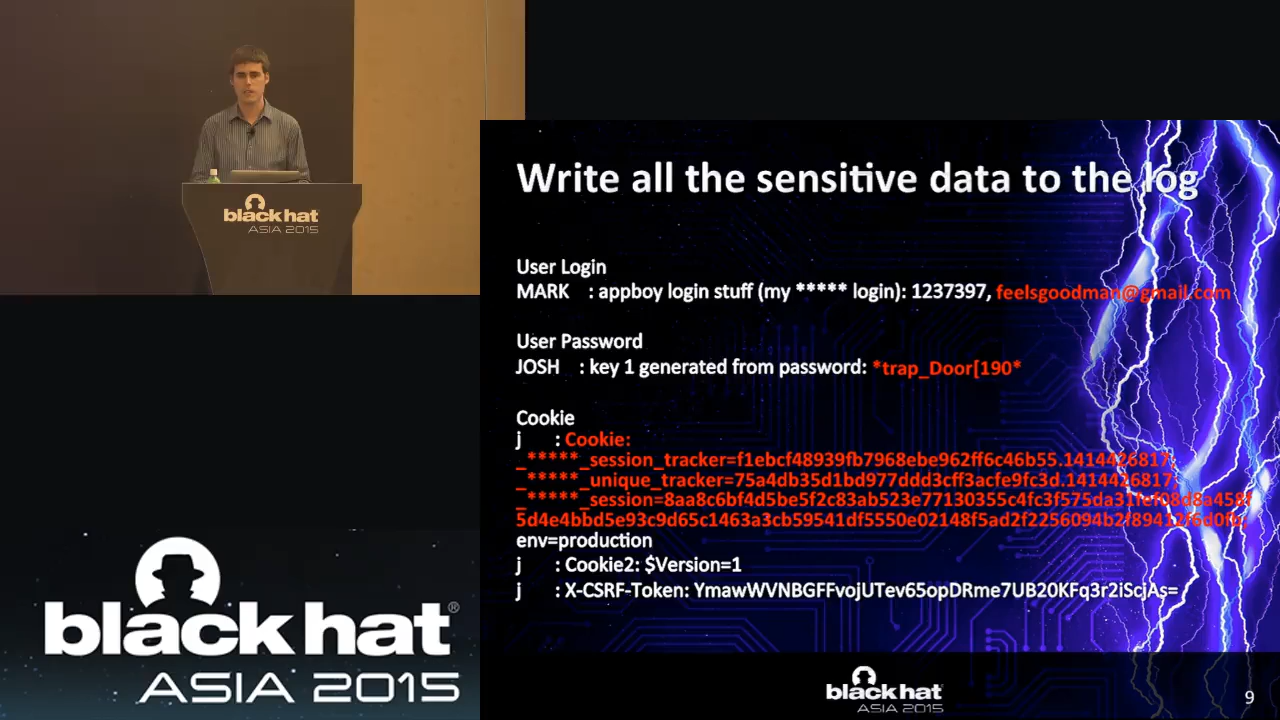 black hat
ASIA 2015
Write all the sensitive data to the log
User Login
MARK : appboy login stuff (my ***** login): 1237397, feelsgoodman@gmail.com
User Password
JOSH : key 1 generated from password: *trap_Door[190*
Cookie
j : Cookie:
_*****_session_tracker=f1ebcf48939fb7968ebe962ff6c46b55.1414426817;
_*****_unique_tracker=75a4db35d1bd977ddd3cff3acfe9fc3d.1414426817;
_*****_session=8aa8c6bf4d5be5f2c83ab523e77130355c4fc3f575da31fef08d8a458f
5d4e4bbd5e93c9d65c1463a3cb59541df5550e02148f5ad2f2256094b2f89412f6d0fb;
env=production
j : Cookie2: $Version=1
j : X-CSRF-Token: YmawWVNBGFFvojUTev65opDRme7UB20KFq3r2iScjAs=
black hat®
ASIA 2015
black hat
ASIA 2015
9